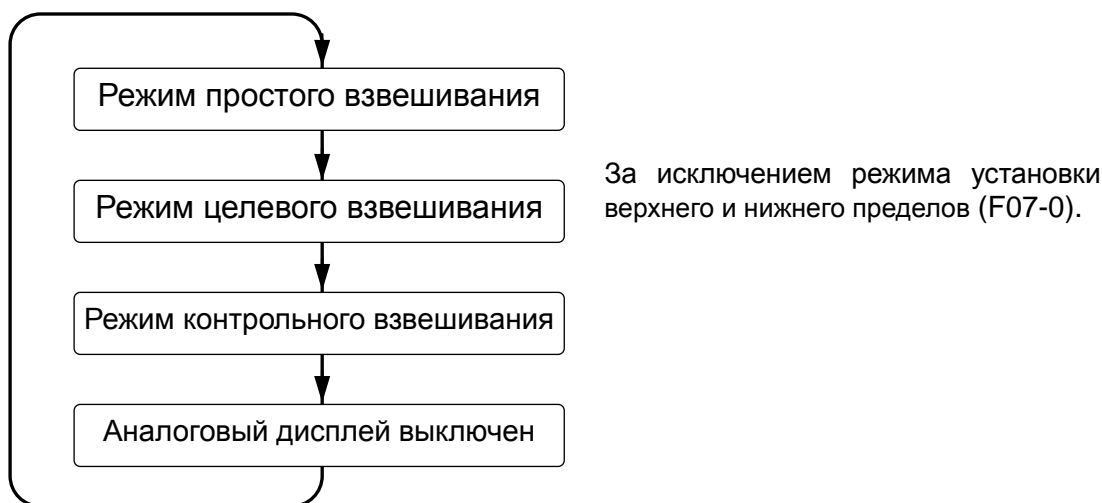 Режим простого взвешивания
Режим целевого взвешивания
За исключением режима установки
верхнего и нижнего пределов (F07-0).
Режим контрольного взвешивания
Аналоговый дисплей выключен